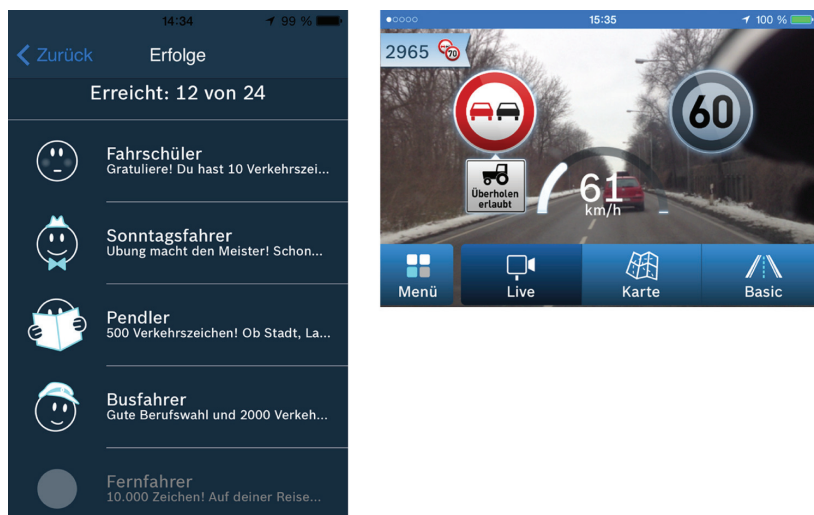 14:34
99 %
Zurück
Erfolge
Erreicht: 12 von 24
Fahrschüler
Gratuliere! Du hast 10 Verkehrszei...
Sonntagsfahrer
Übung macht den Meister! Schon...
Pendler
500 Verkehrszeichen! Ob Stadt, La...
Busfahrer
Gute Berufswahl und 2000 Verkeh...
Fernfahrer
10.000 Zeichen! Auf deiner Reise...
15:35
100 %
2965
70
60
Überholen
erlaubt
61
km/h
Menü
Live
Karte
Basic